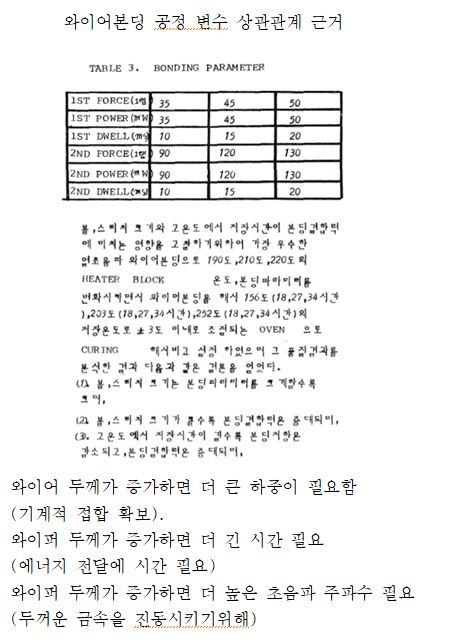 와이어본딩 공정 변수 상관관계 근거
TABLE 3. BONDING PARAMETER
1ST FORCE(g램) 35 45 50
1ST POWER(mW) 35 45 50
1ST DWELL(mS) 10 15 20
2ND FORCE(g램) 90 120 130
2ND POWER(mW) 90 120 130
2ND DWELL(mS) 10 15 20
볼,스티치 크기와 고온도에서 저장시간이 본딩결합력
에 미치는 영향을 고찰하기위하여 가장 우수한
열초음파 와이어본딩으로 190도,210도,220도의
HEATER BLOCK 온도,본딩파라미터를
변화시키면서 와이어본딩을 해서 156도(18,27,34시간
),203도(18,27,34시간),252도(18,27,34시간)의
저장온도로 ±3도 이내로 조절되는 OVEN 으로
CURING 해서비교 설정 하였으며 그 품질결과를
분석한 결과 다음과 같은 결론을 얻었다.
(1). 볼,스티치 크기는 본딩파라미터를 크게할수록
크며,
(2). 볼,스티치 크기가 클수록 본딩결합력은 증대되며,
(3). 고온도에서 저장시간이 길수록 본딩저항은
감소되고,본딩결합력은 증대되며,
와이어 두께가 증가하면 더 큰 하중이 필요함
(기계적 접합 확보).
와이퍼 두께가 증가하면 더 긴 시간 필요
(에너지 전달에 시간 필요)
와이퍼 두께가 증가하면 더 높은 초음파 주파수 필요
(두꺼운 금속을 진동시키기위해)